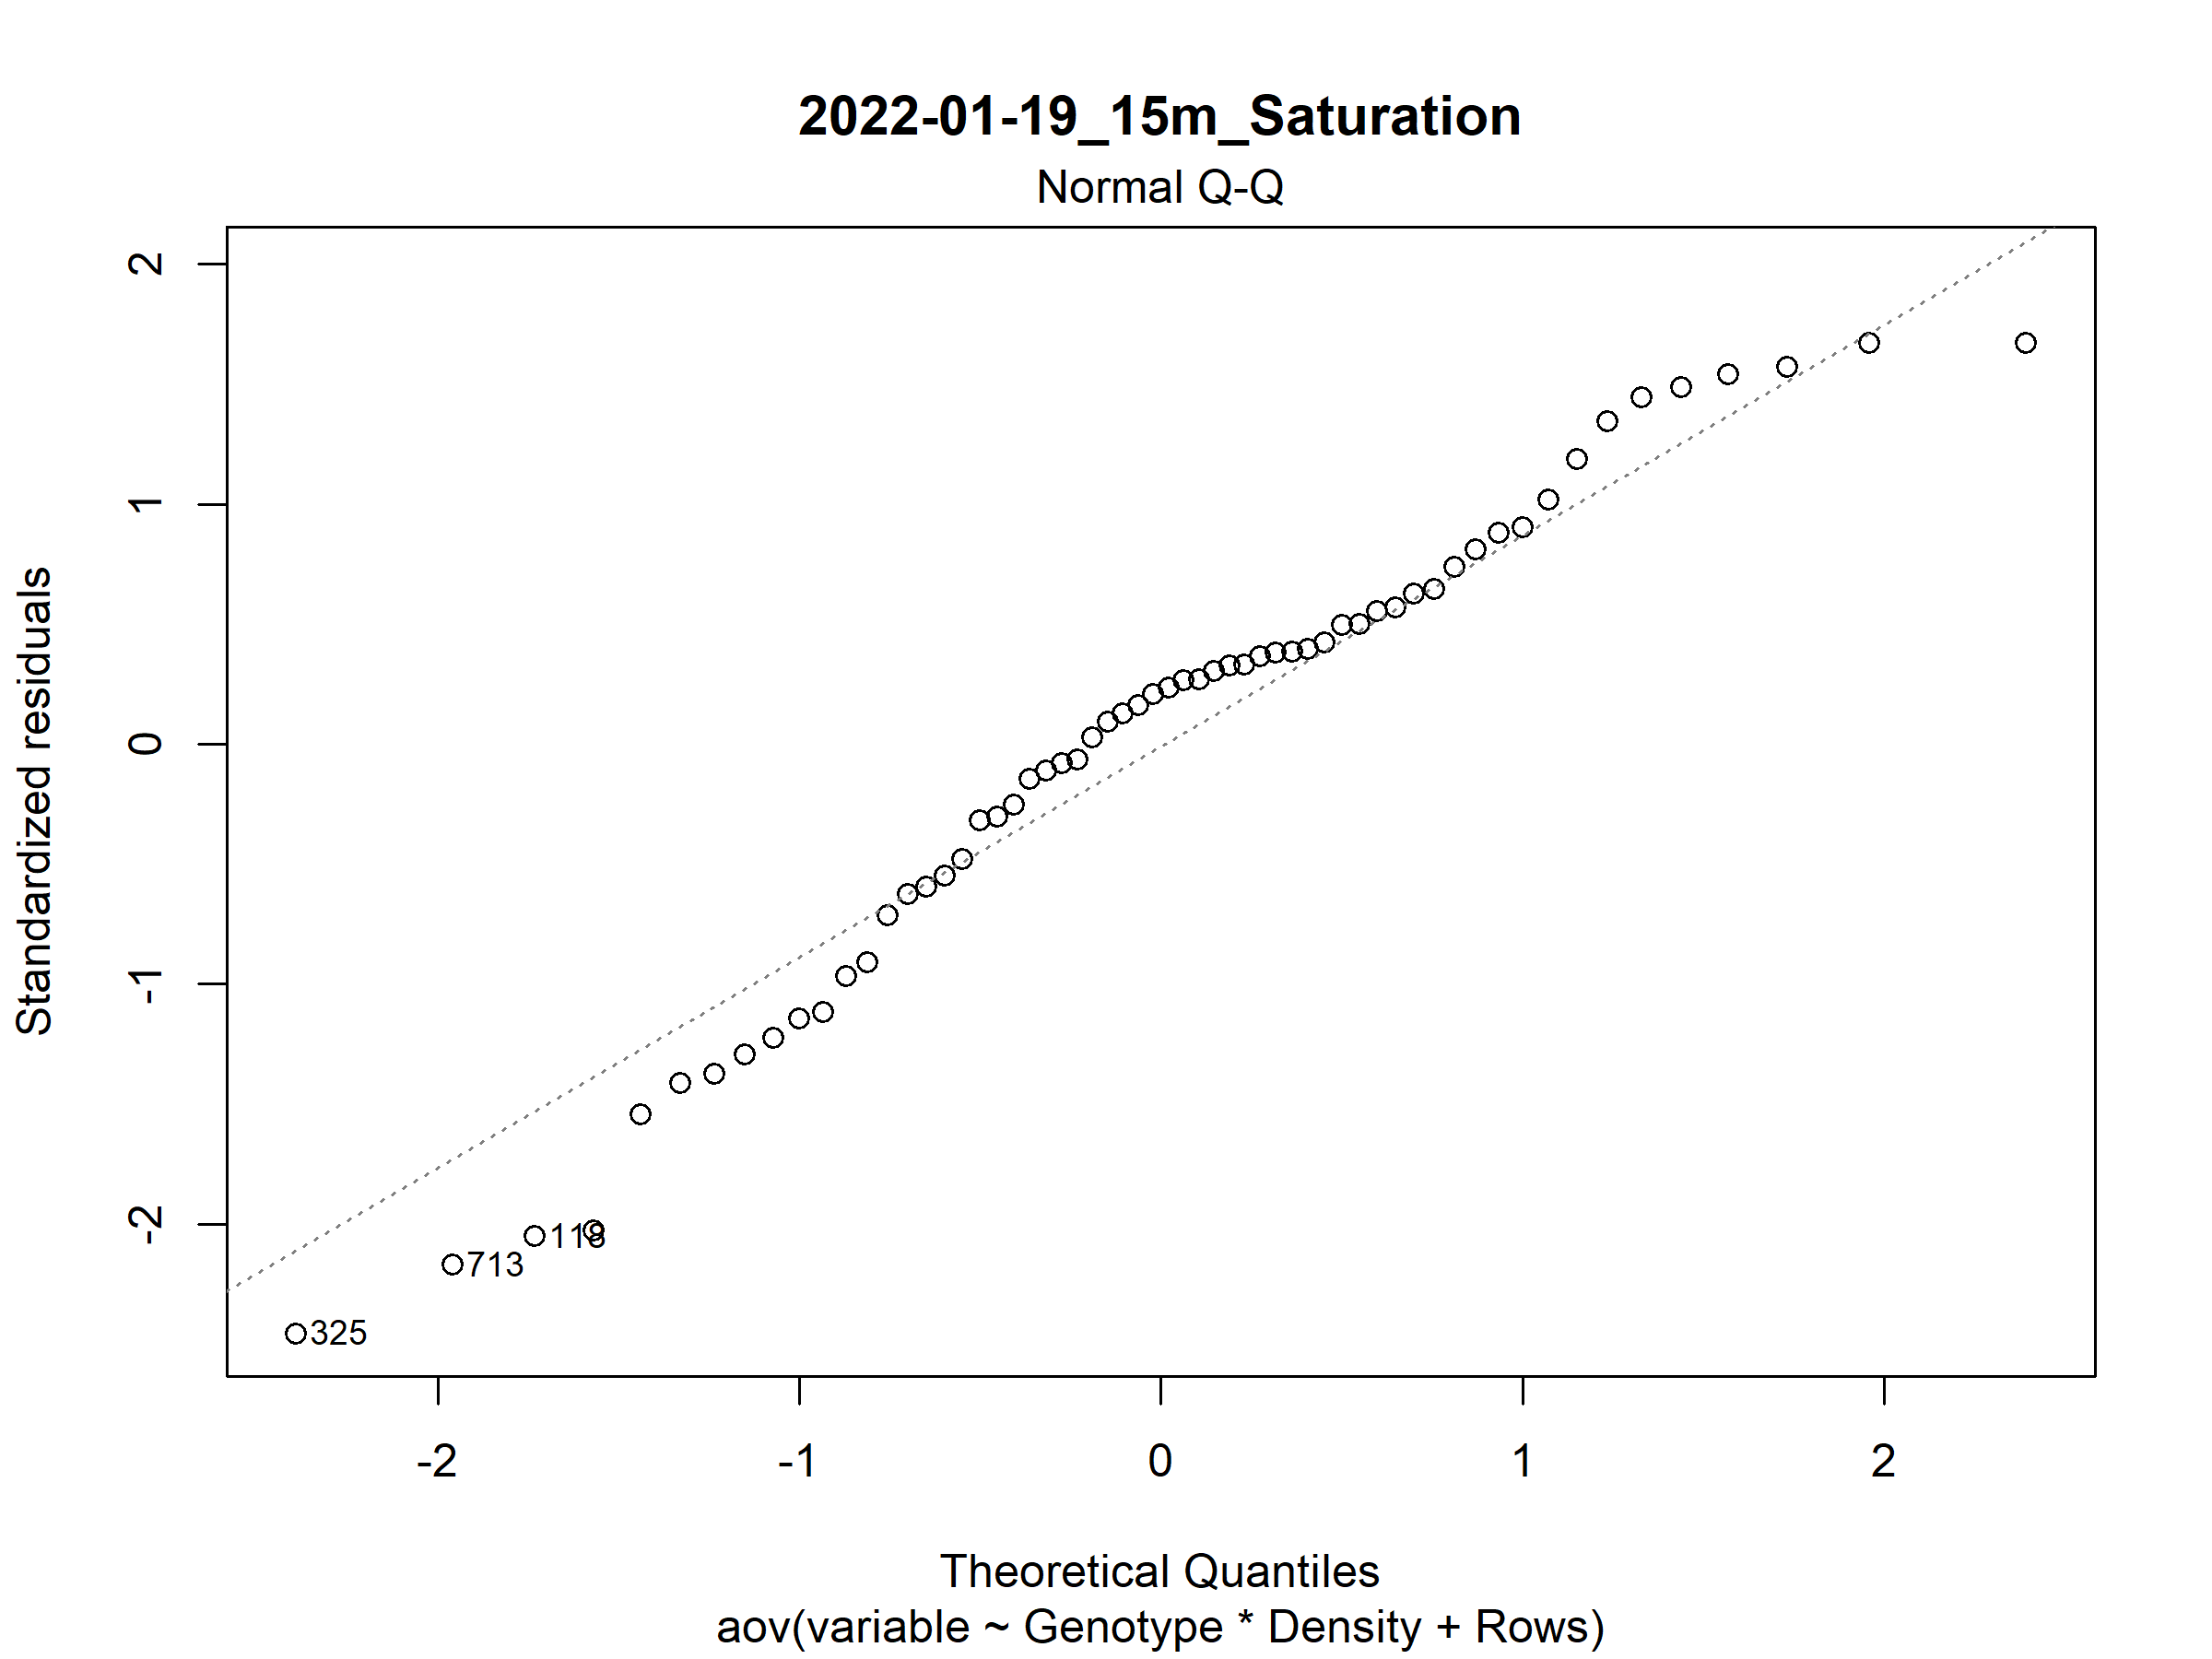 2022-01-19_15m_Saturation
Normal Q-Q
Standardized residuals
2
1
0
-1
-2
713
325
-2
-1
0
1
2
Theoretical Quantiles
aov(variable ~ Genotype * Density + Rows)